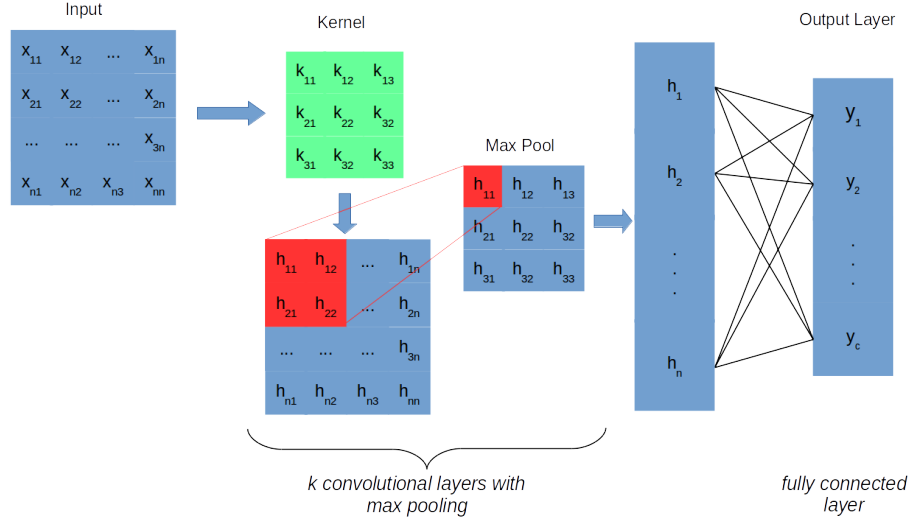 Input
x11 x12 ... x1n
x21 x22 ... x2n
... ... x3n
xn1 xn2 xn3 xnn
Kernel
k11 k12 k13
k21 k22 k32
k31 k32 k33
h11 h12 ... h1n
h21 h22 ... h2n
... ... ... h3n
hn1 hn2 hn3 hnn
Max Pool
h11 h12 h13
h21 h22 h32
h31 h32 h33
k convolutional layers with
max pooling
h1
h2
.
.
.
hn
Output Layer
y1
y2
.
.
.
yc
fully connected
layer